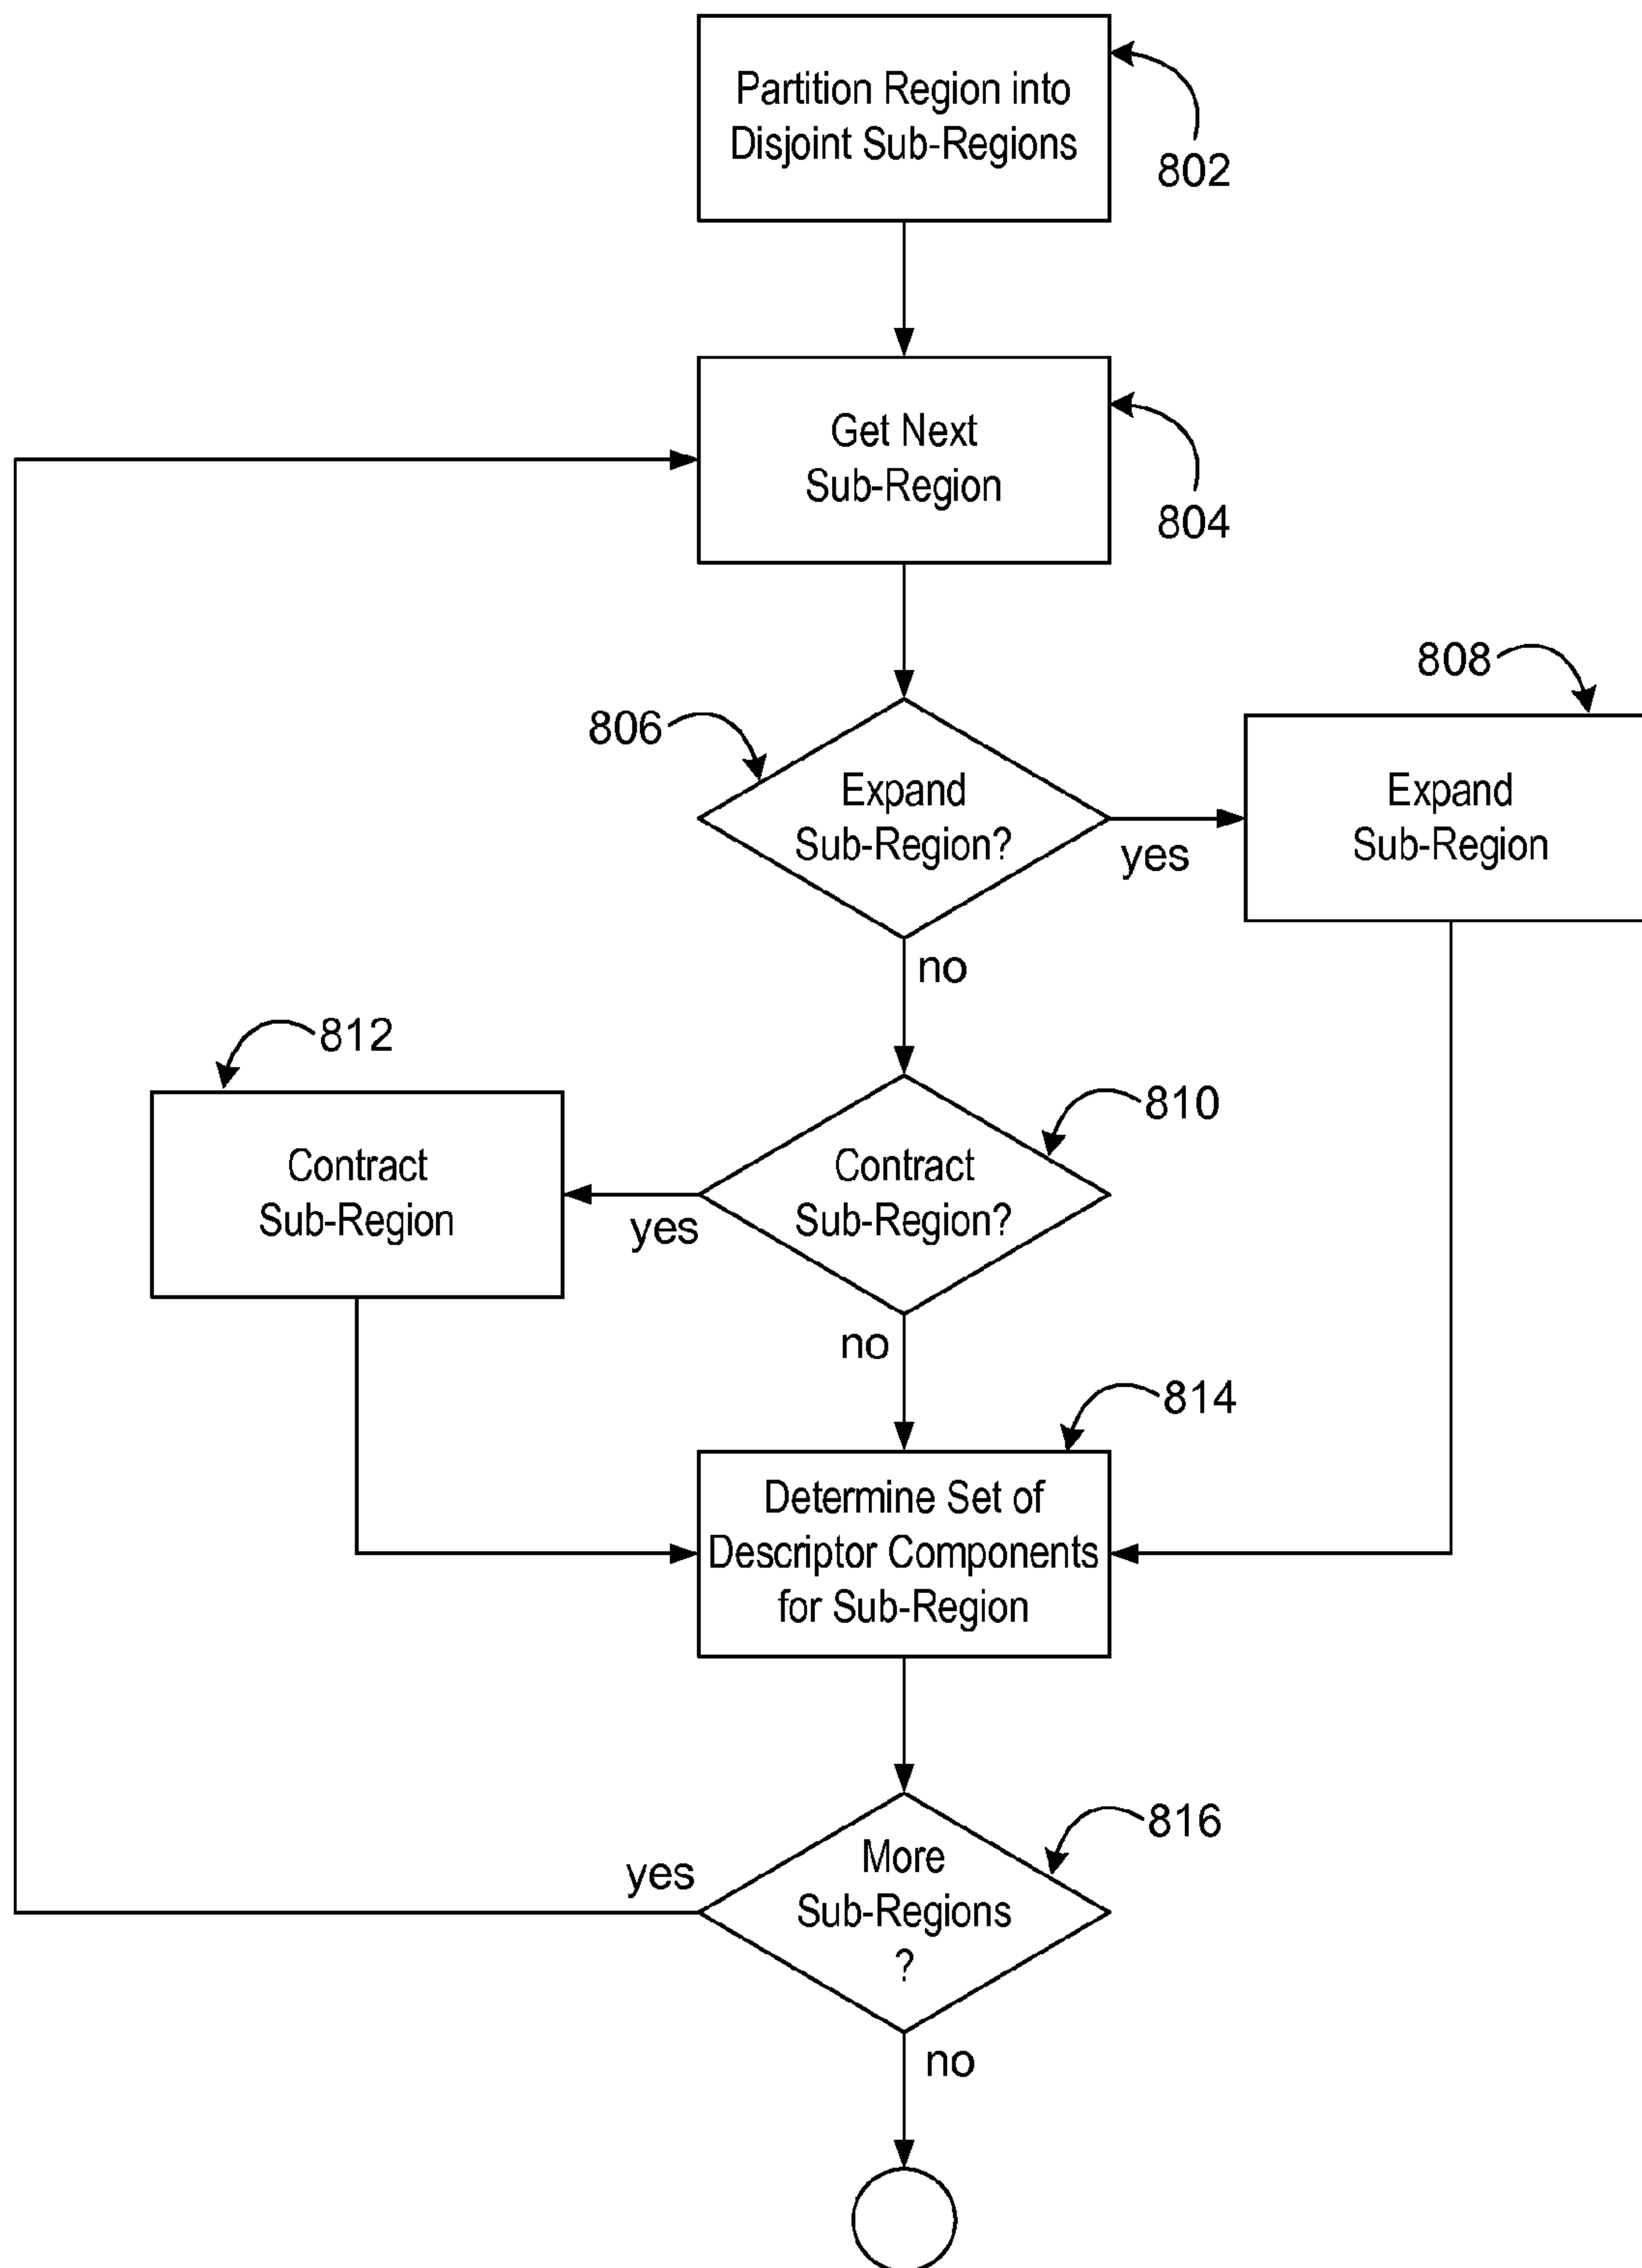 Partition Region into
Disjoint Sub-Regions
802
Get Next
Sub-Region
804
806
Expand
Sub-Region?
yes
808
Expand
Sub-Region
no
812
Contract
Sub-Region
810
Contract
Sub-Region?
yes
no
814
Determine Set of
Descriptor Components
for Sub-Region
816
More
Sub-Regions
?
yes
no